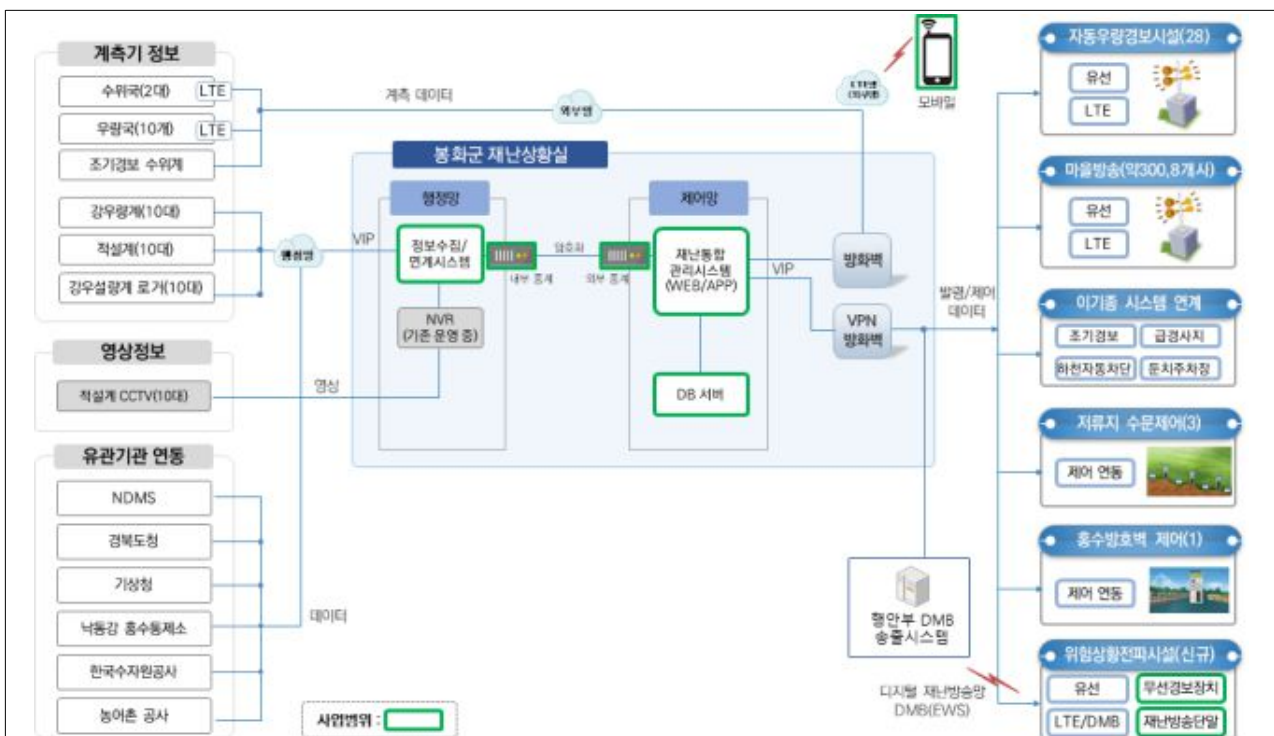 계측기 정보
수위국(2대) LTE
우량국(10개) LTE
조기경보 수위계
강우량계(10대)
적설계(10대)
강우설량계 로거(10대)
영상정보
적설계 CCTV(10대)
유관기관 연동
NDMS
경북도청
기상청
낙동강 홍수통제소
한국수자원공사
농어촌 공사
계측 데이터
외부망
행정망
VIP
영상
데이터
사업범위 :
봉화군 재난상황실
행정망
정보수집/
연계시스템
NVR
(기존 운영 중)
내부 중계
암호화
외부 중계
제어망
재난통합
관리시스템
(WEB/APP)
DB 서버
VIP
방화벽
VPN
방화벽
LTE망
모바일
발령/제어
데이터
행안부 DMB
송출시스템
디지털 재난방송망
DMB(EWS)
자동우량경보시설(28)
유선
LTE
마을방송(약300,8개사)
유선
LTE
이기종 시스템 연계
조기경보 급경사지
하천자동차단 둔치주차장
저류지 수문제어(3)
제어 연동
홍수방호벽 제어(1)
제어 연동
위험상황전파시설(신규)
유선 무선경보장치
LTE/DMB 재난방송단말